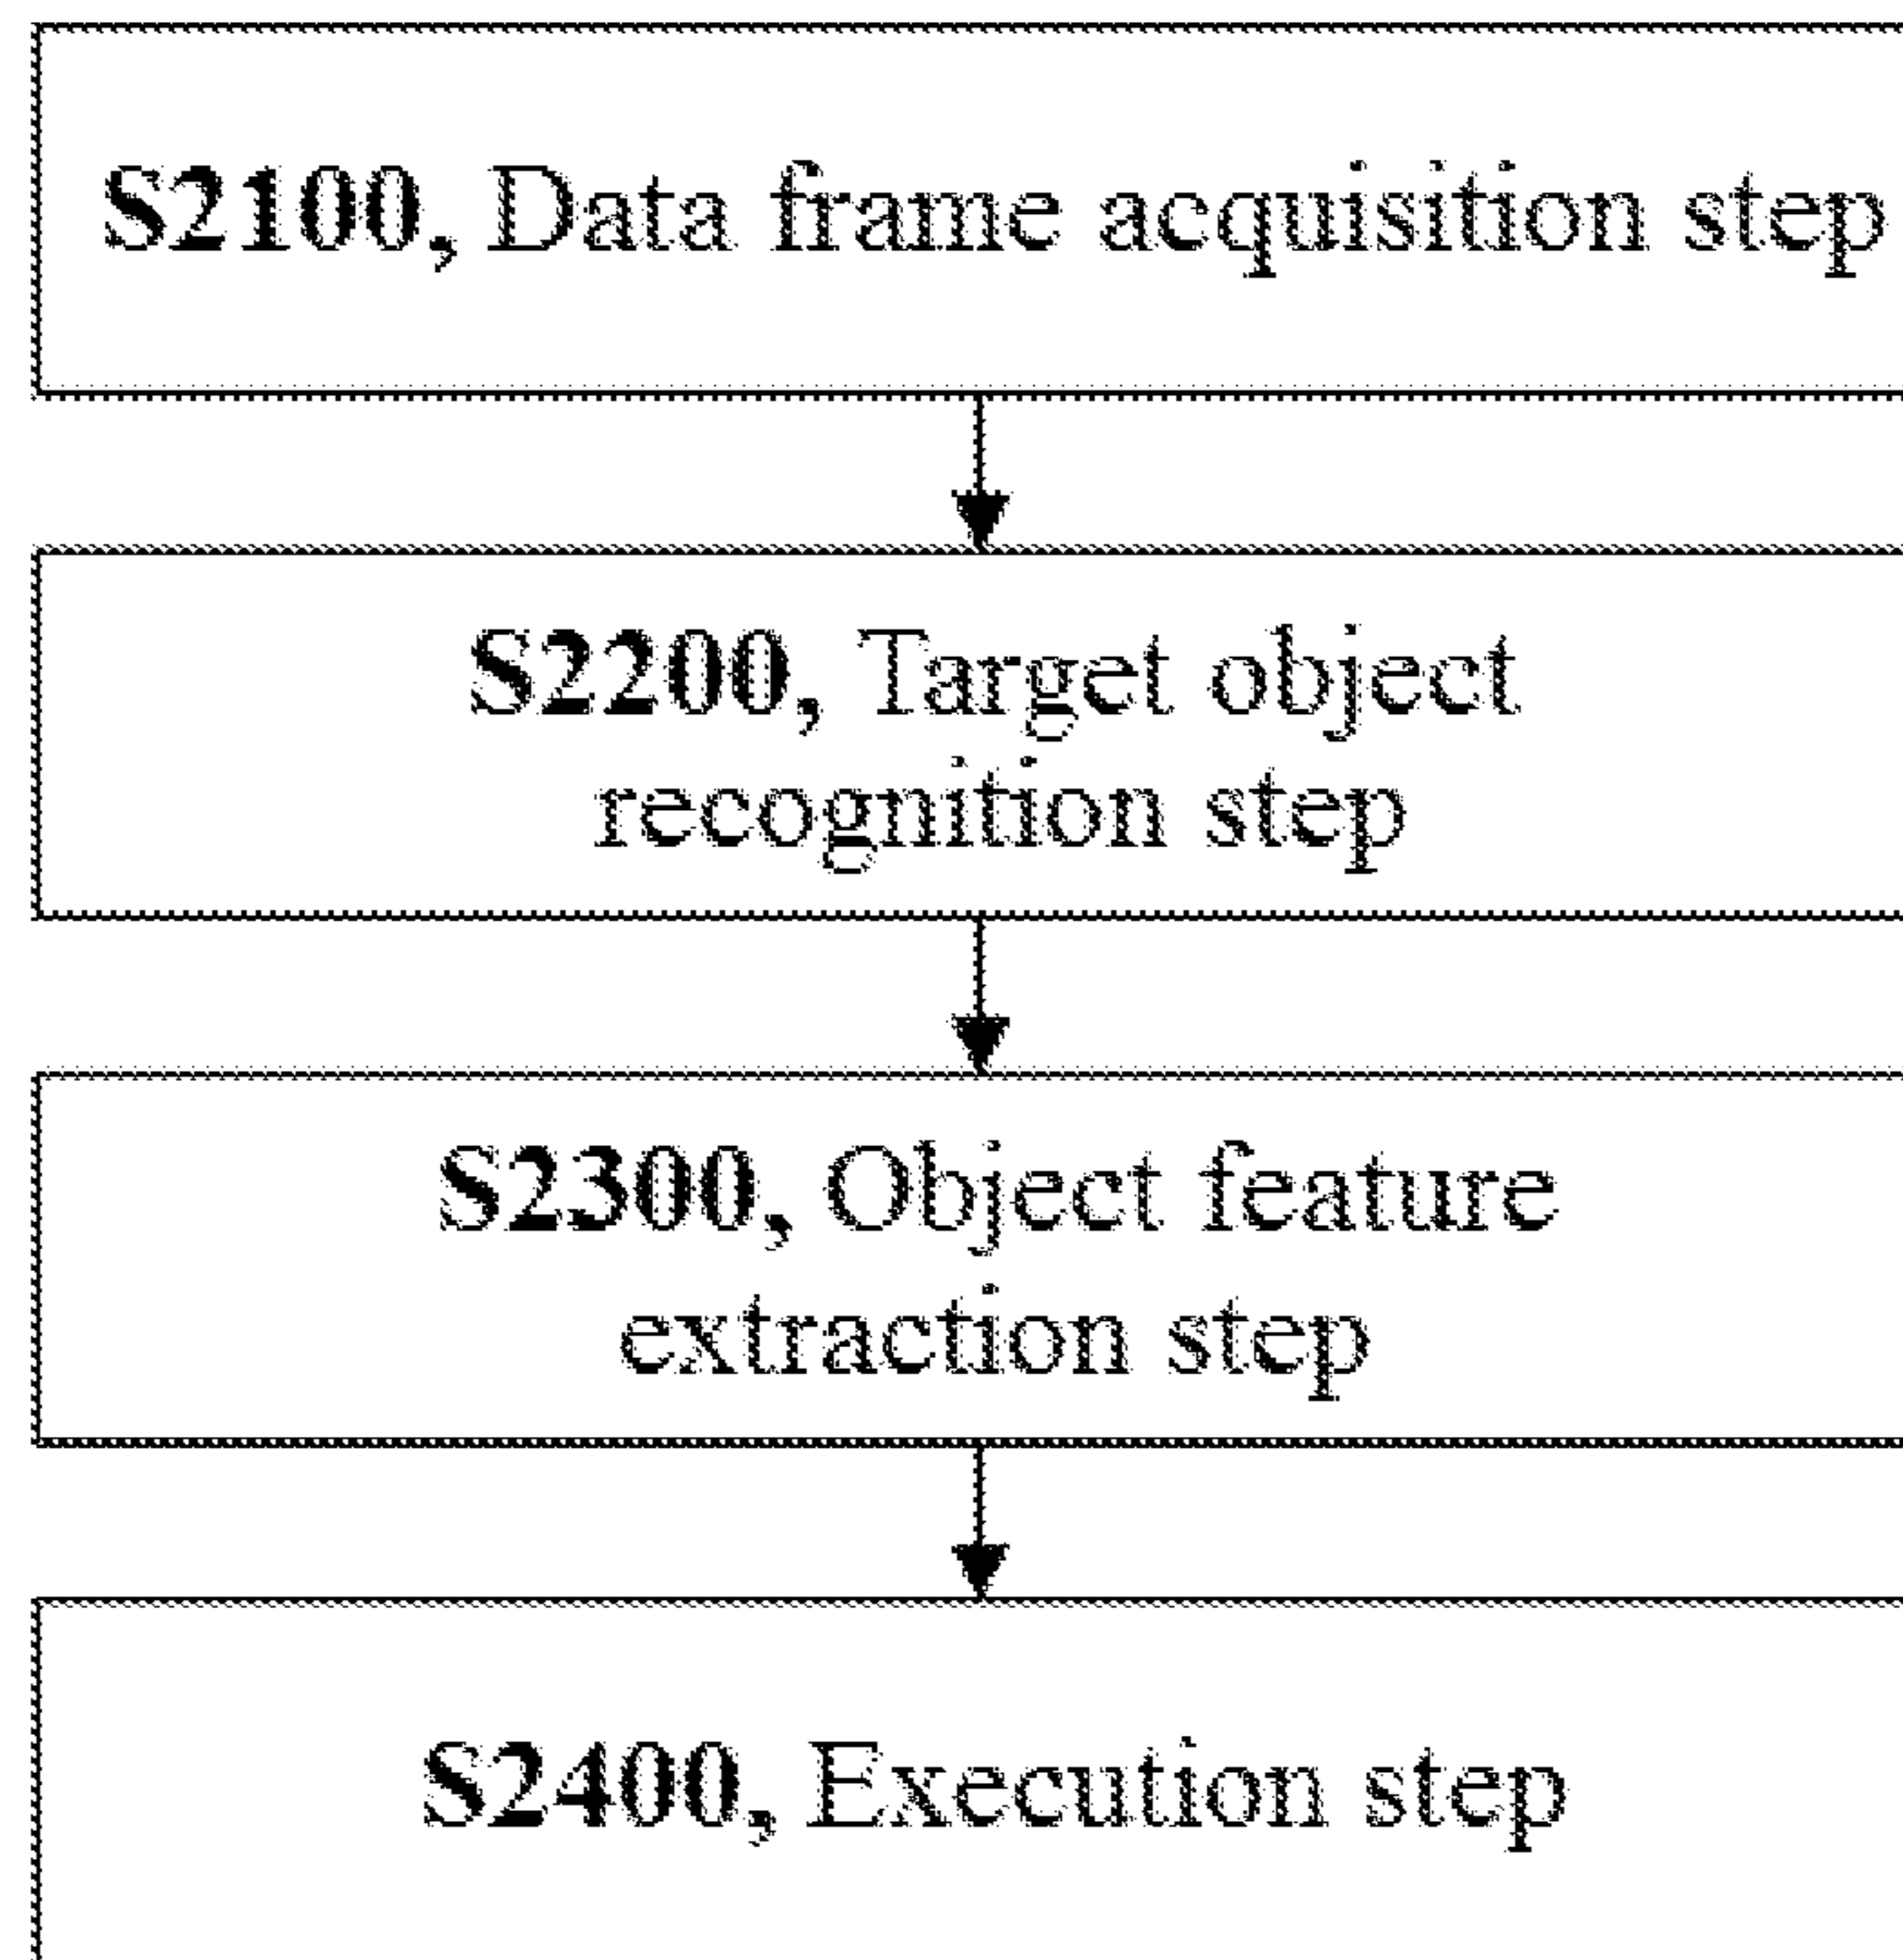 S2100, Data frame acquisition step
S2200, Target object
recognition step
S2300, Object feature
extraction step
S2400, Execution step